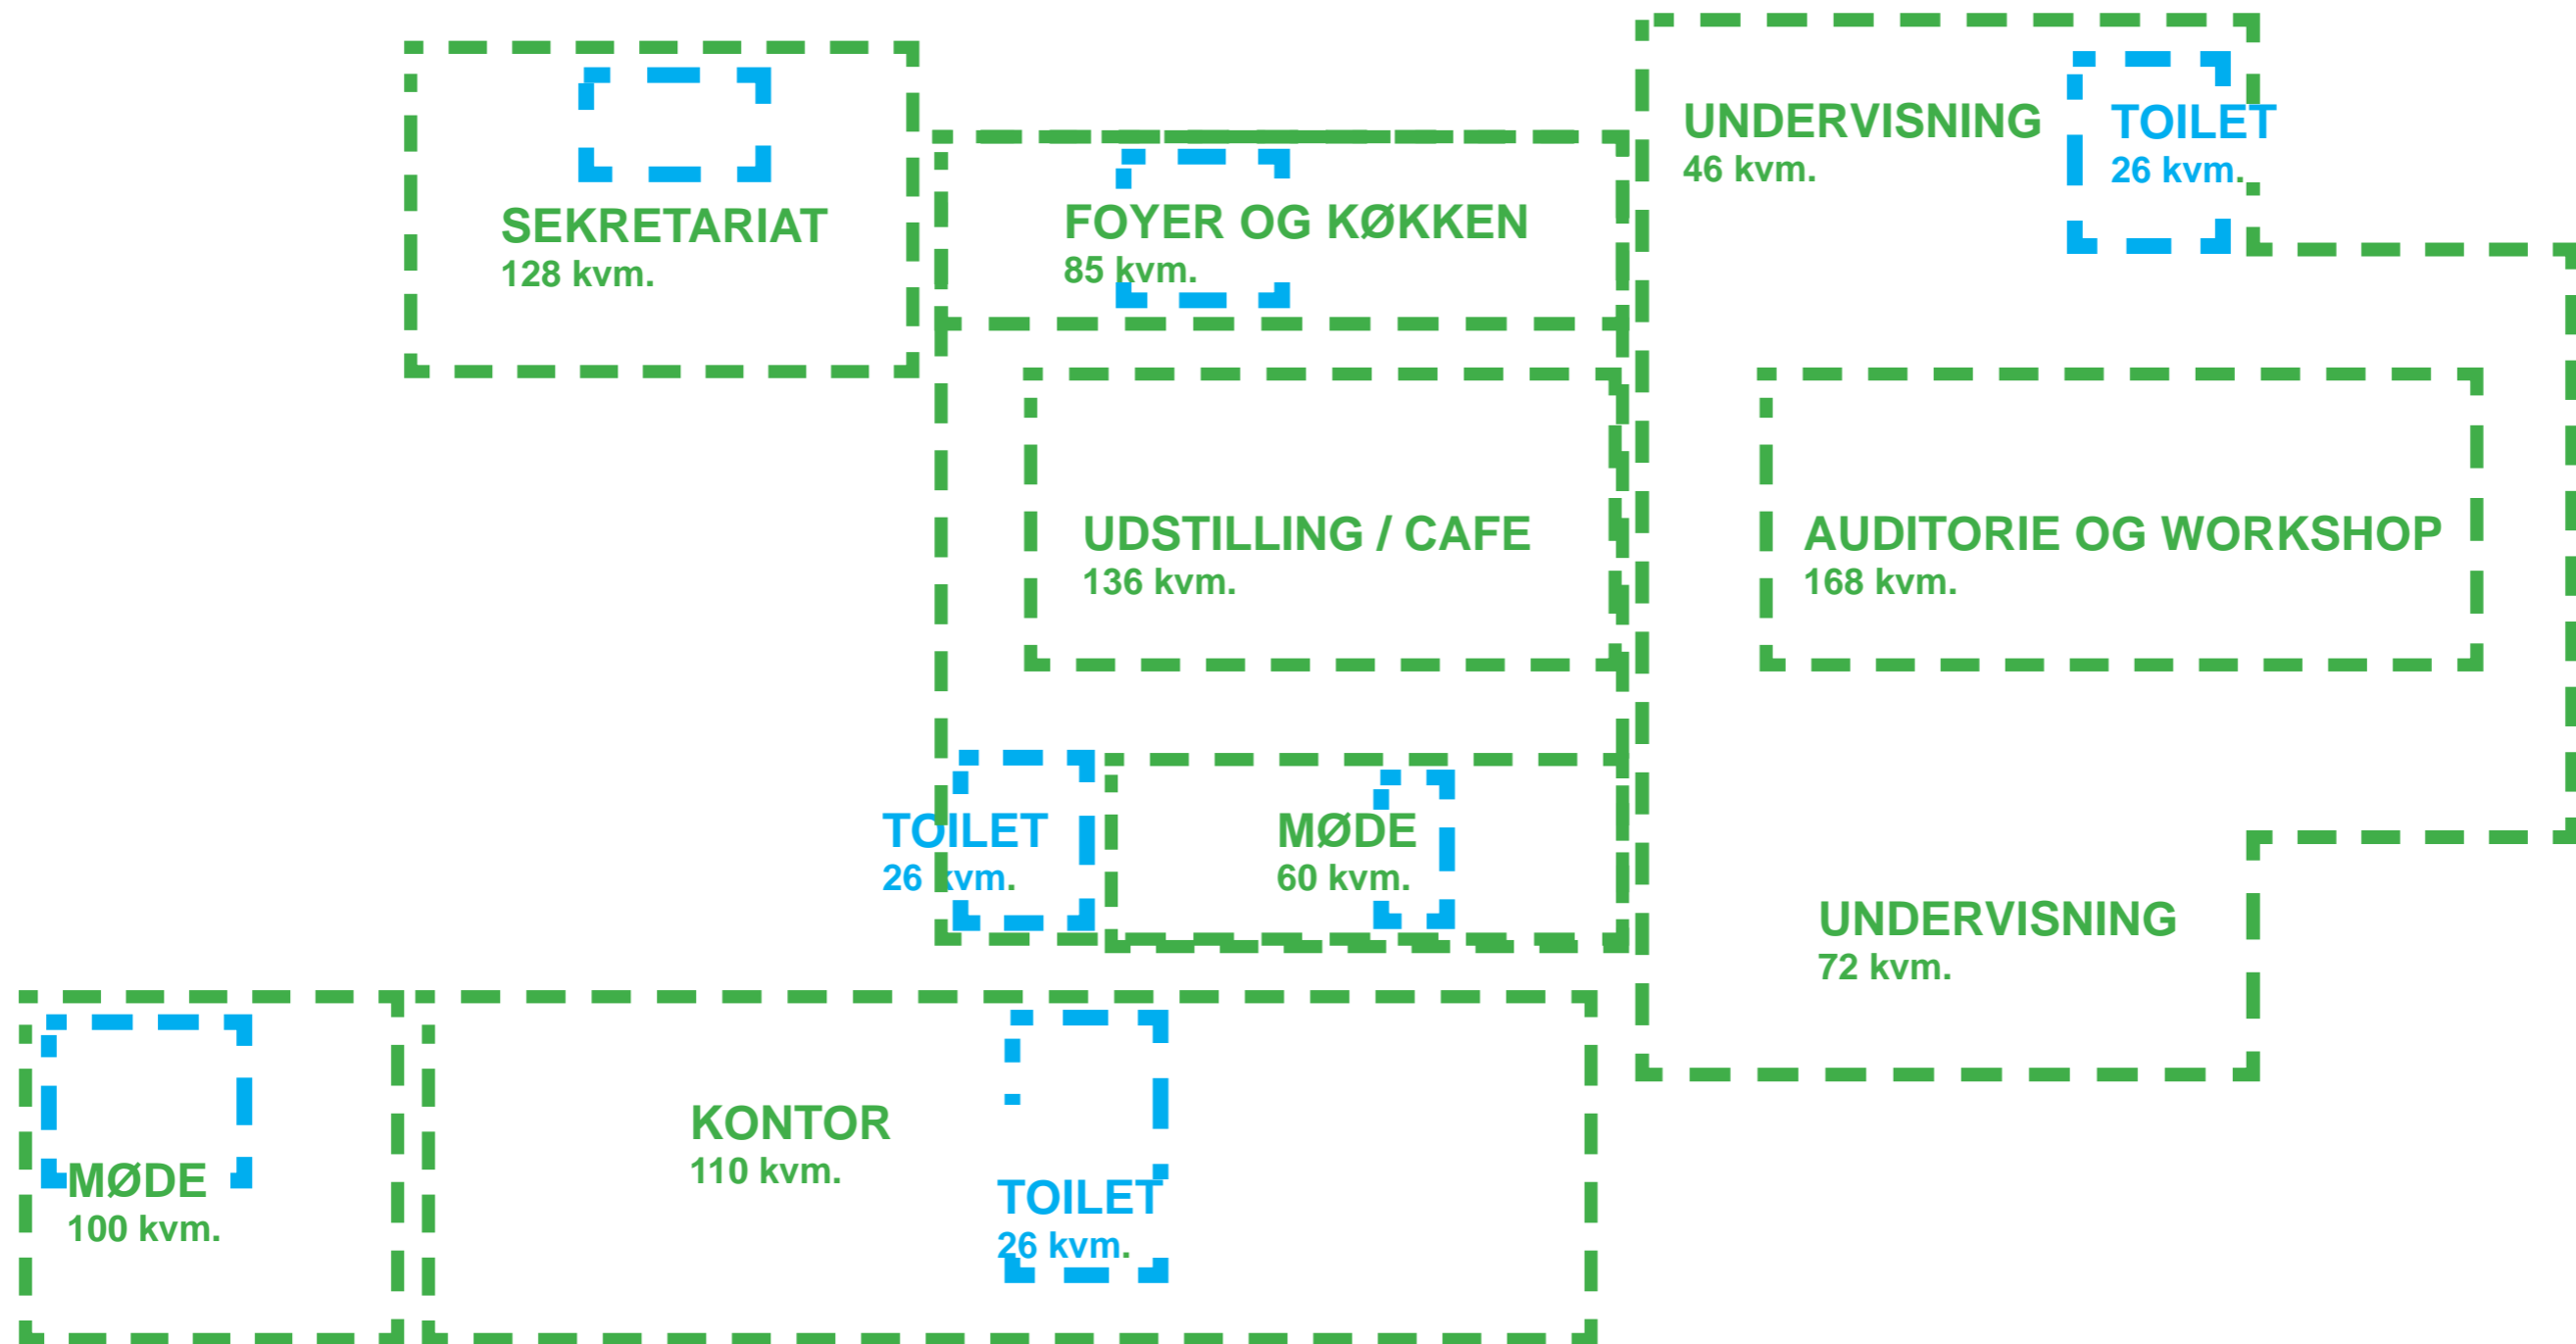 SEKRETARIAT
128 kvm.
FOYER OG KØKKEN
85 kvm.
UNDERVISNING
46 kvm.
TOILET
26 kvm.
UDSTILLING / CAFE
136 kvm.
AUDITORIE OG WORKSHOP
168 kvm.
TOILET
26 kvm.
MØDE
60 kvm.
UNDERVISNING
72 kvm.
MØDE
100 kvm.
KONTOR
110 kvm.
TOILET
26 kvm.